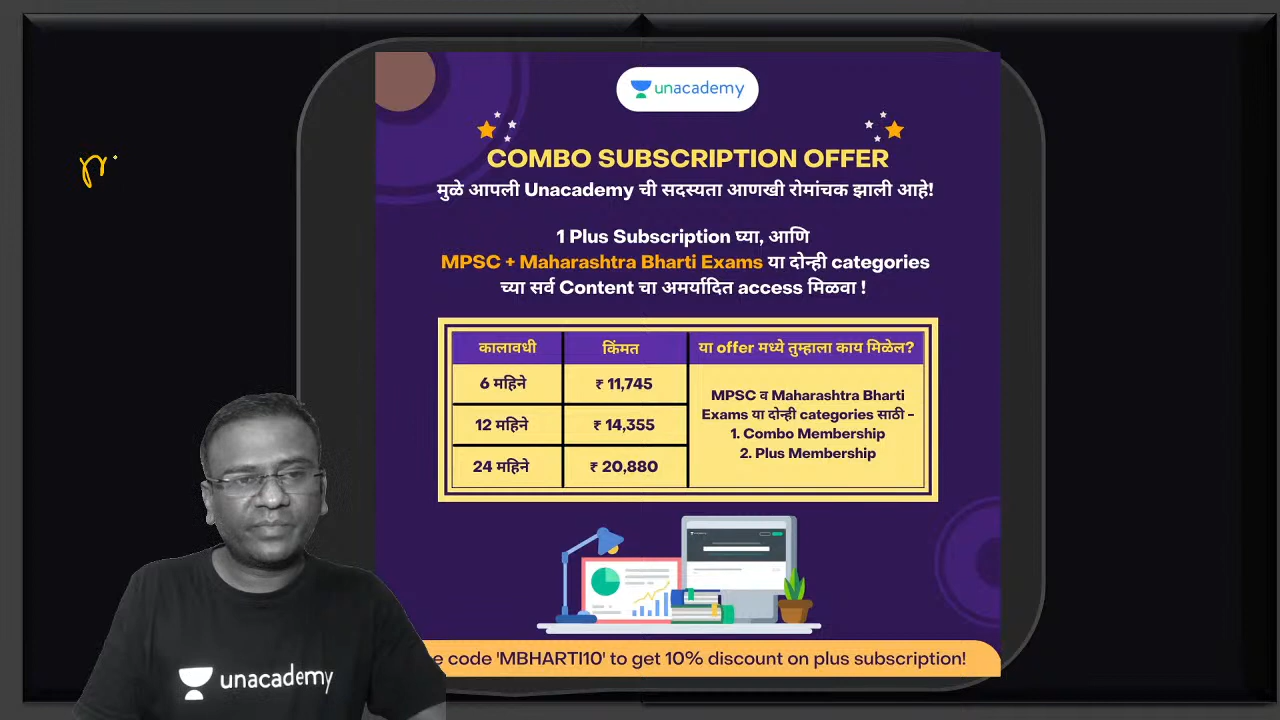 unacademy
COMBO SUBSCRIPTION OFFER
मुळे आपली Unacademy ची सदस्यता आणखी रोमांचक झाली आहे!
1 Plus Subscription घ्या, आणि
MPSC + Maharashtra Bharti Exams या दोन्ही categories
च्या सर्व Content चा अमर्यादित access मिळवा !
कालावधी किंमत या offer मध्ये तुम्हाला काय मिळेल?
6 महिने ₹ 11,745
12 महिने ₹ 14,355
24 महिने ₹ 20,880
MPSC व Maharashtra Bharti
Exams या दोन्ही categories साठी -
1. Combo Membership
2. Plus Membership
code 'MBHARTI10' to get 10% discount on plus subscription!
unacademy